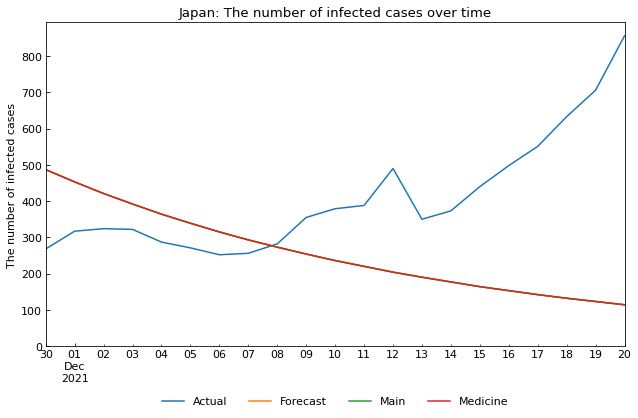 Japan: The number of infected cases over time
The number of infected cases
800
700
600
500
400
300
200
100
0
30 01 02 03 04 05 06 07 08 09 10 11 12 13 14 15 16 17 18 19 20
Dec
2021
Actual Forecast Main Medicine